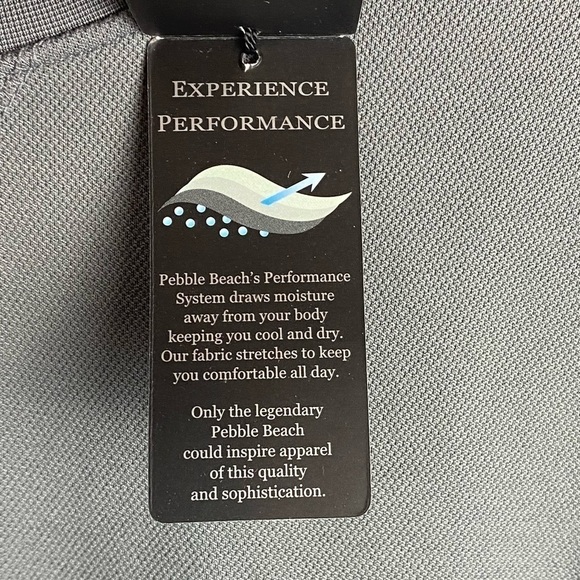 EXPERIENCE
PERFORMANCE
Pebble Beach's Performance
System draws moisture
away from your body
keeping you cool and dry.
Our fabric stretches to keep
you comfortable all day.
Only the legendary
Pebble Beach
could inspire apparel
of this quality
and sophistication.